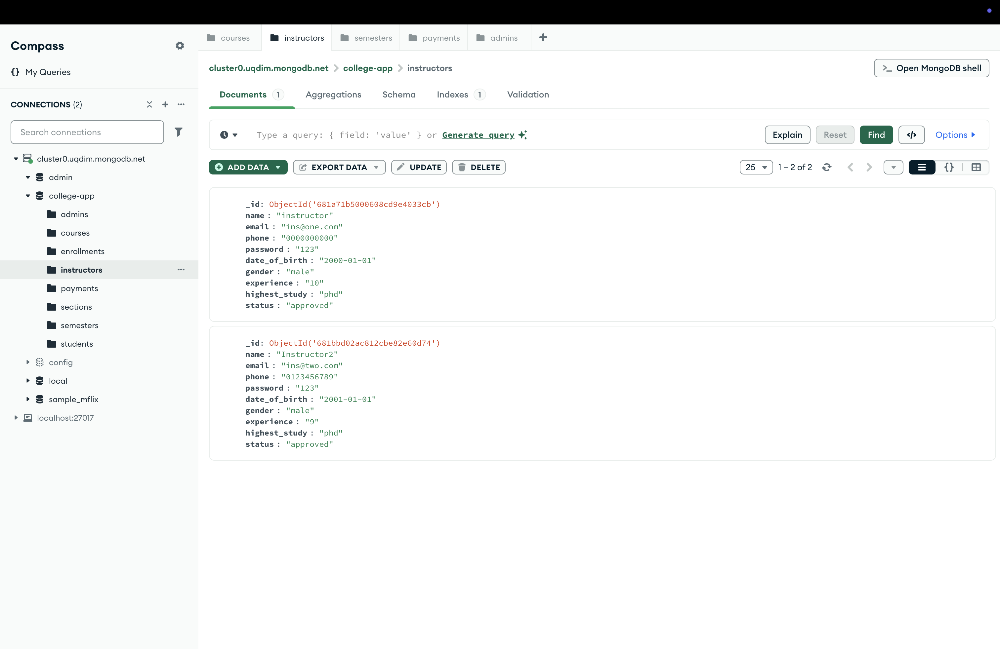 Compass
{} My Queries
CONNECTIONS (2)
Search connections
cluster0.uqdim.mongodb.net
admin
college-app
admins
courses
enrollments
instructors
payments
sections
semesters
students
config
local
sample_mflix
localhost:27017
courses instructors semesters payments admins
cluster0.uqdim.mongodb.net > college-app > instructors
>_ Open MongoDB shell
Documents 1 Aggregations Schema Indexes 1 Validation
Type a query: { field: 'value' } or Generate query
Explain Reset Find </> Options
ADD DATA EXPORT DATA UPDATE DELETE
25 1 – 2 of 2 {}
_id: ObjectId('681a71b5000608cd9e4033cb')
name : "instructor"
email : "ins@one.com"
phone : "0000000000"
password : "123"
date_of_birth : "2000-01-01"
gender : "male"
experience : "10"
highest_study : "phd"
status : "approved"
_id: ObjectId('681bbd02ac812cbe82e60d74')
name : "Instructor2"
email : "ins@two.com"
phone : "0123456789"
password : "123"
date_of_birth : "2001-01-01"
gender : "male"
experience : "9"
highest_study : "phd"
status : "approved"